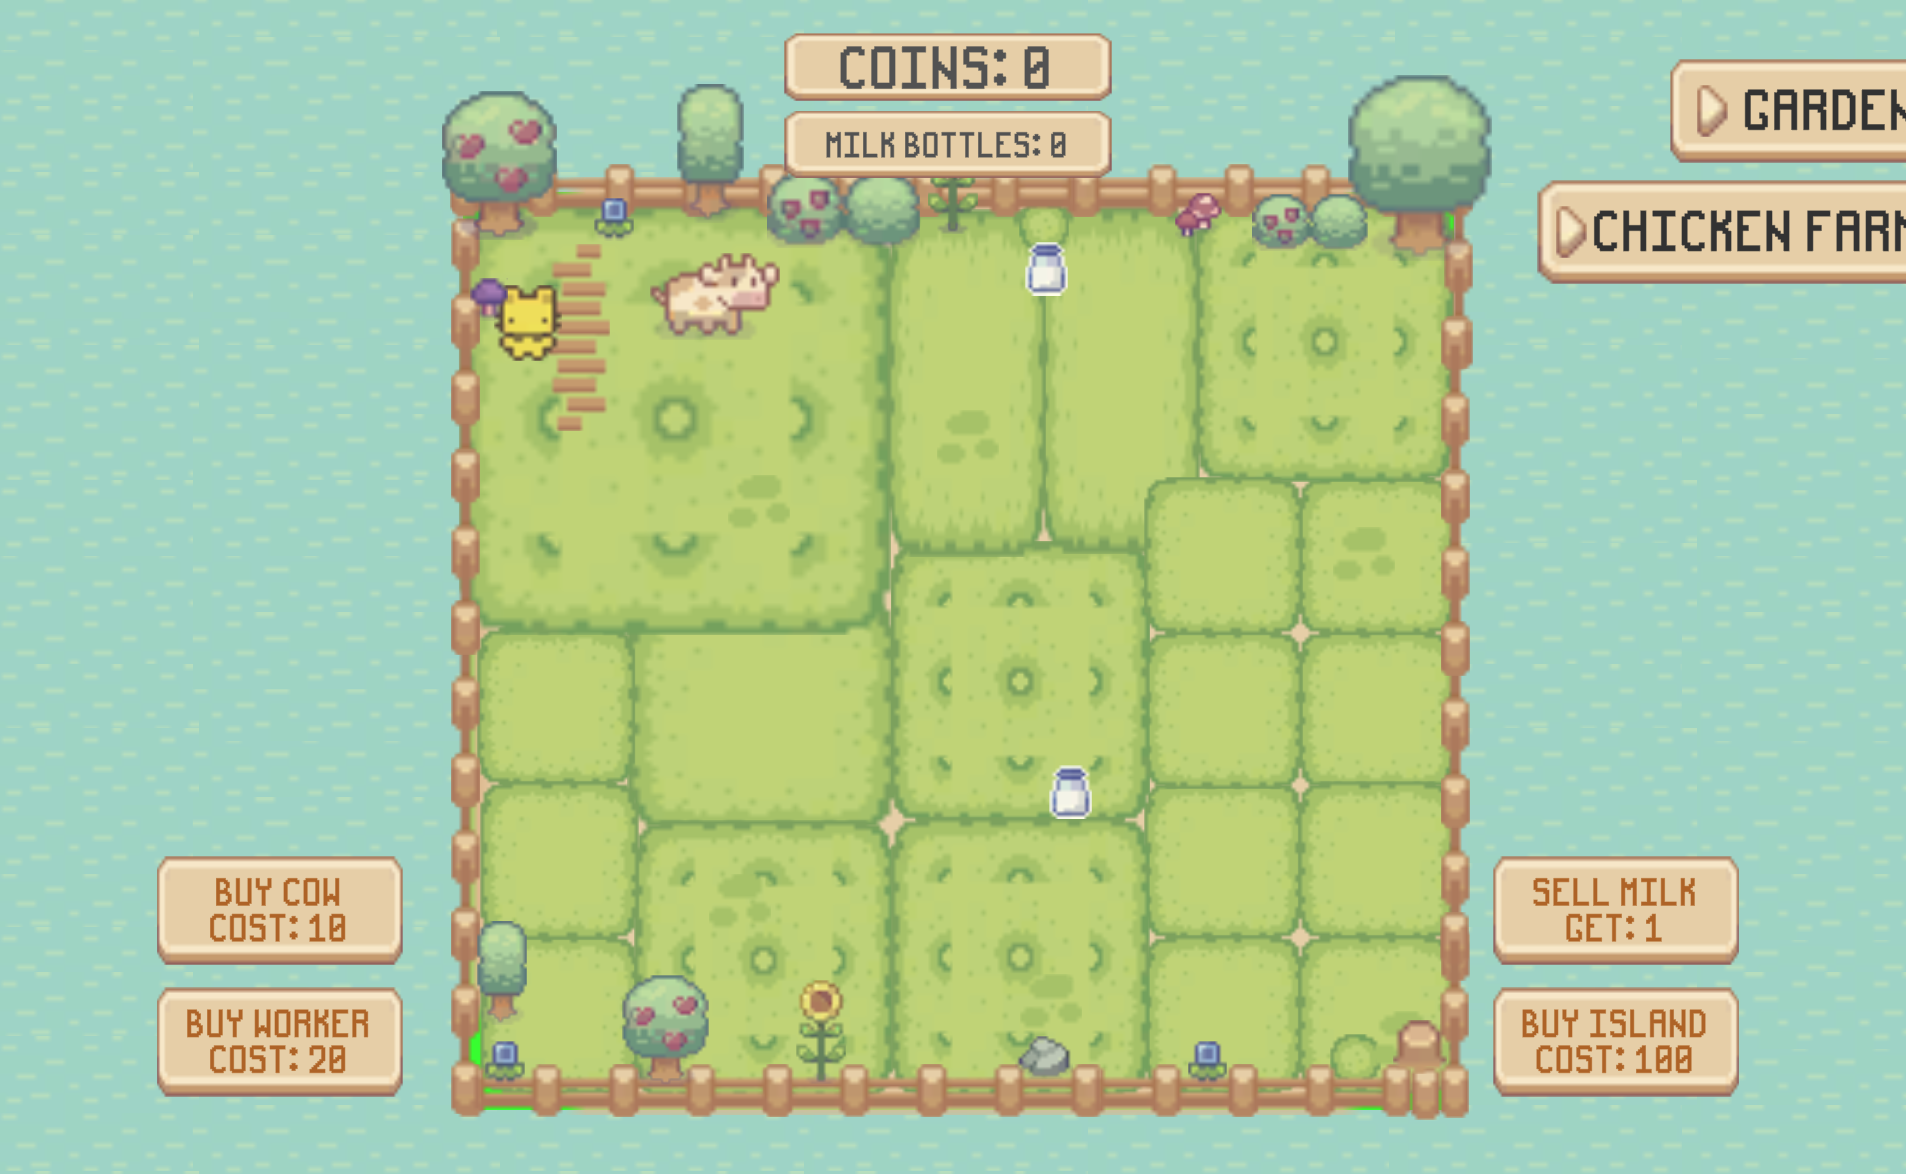 COINS: 0
MILK BOTTLES: 0
GARDEN
CHICKEN FARM
BUY COW
COST: 10
BUY WORKER
COST: 20
SELL MILK
GET: 1
BUY ISLAND
COST: 100